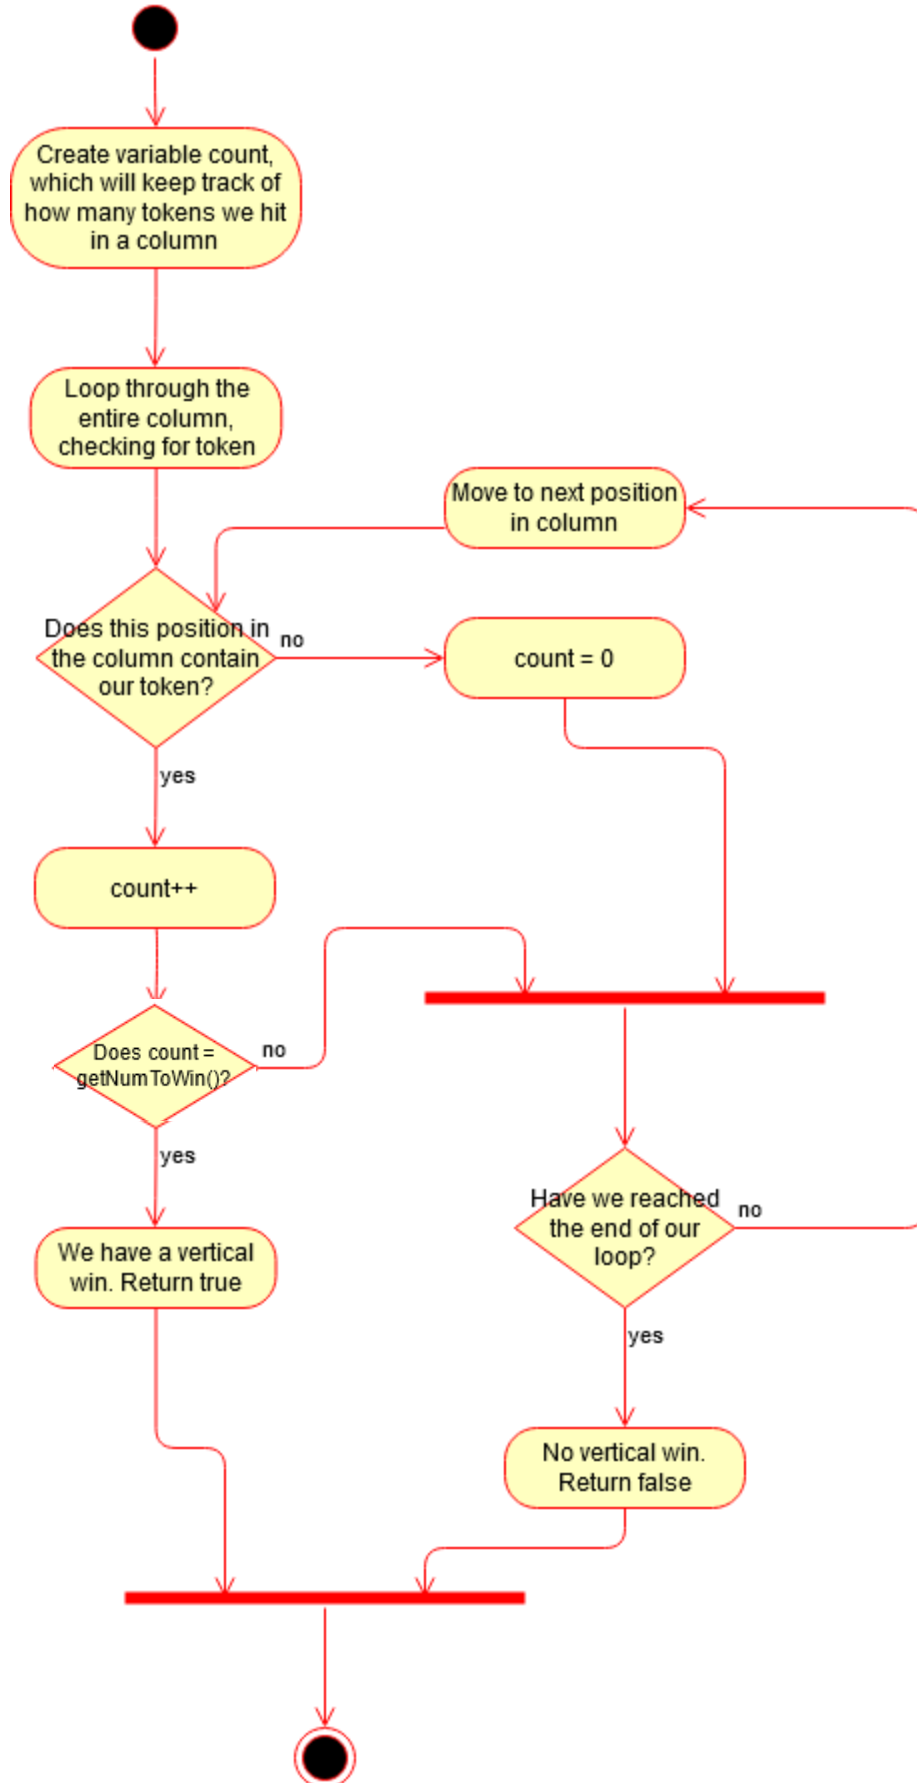 Create variable count,
which will keep track of
how many tokens we hit
in a column
Loop through the
entire column,
checking for token
Move to next position
in column
Does this position in
the column contain
our token?
no
count = 0
yes
count++
Does count =
getNumToWin()?
no
yes
We have a vertical
win. Return true
Have we reached
the end of our
loop?
no
yes
No vertical win.
Return false